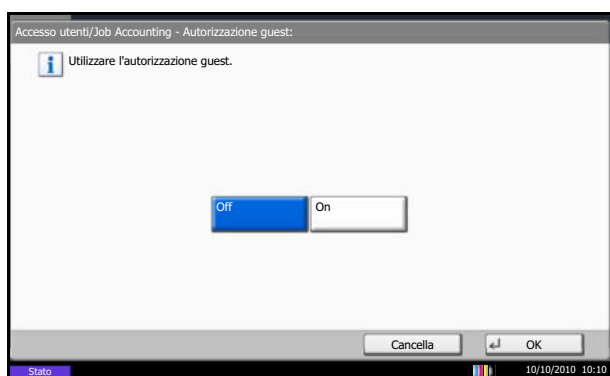 Accesso utenti/Job Accounting - Autorizzazione guest:
Utilizzare l'autorizzazione guest.
Off On
Cancella OK
Stato 10/10/2010 10:10